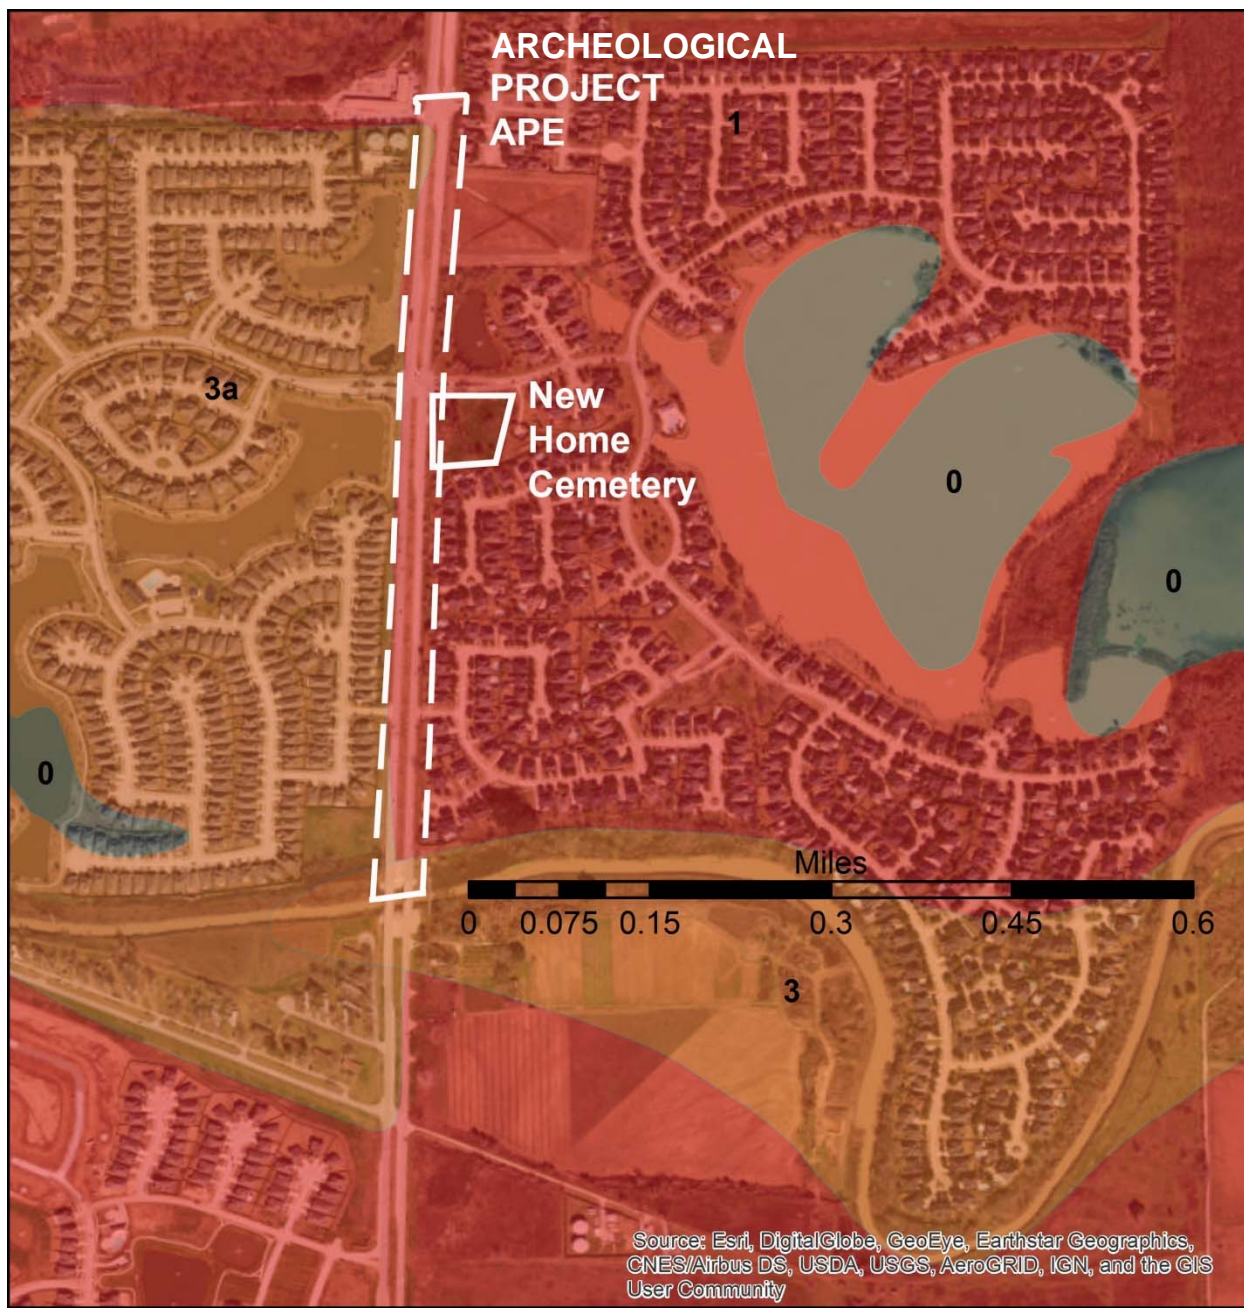 ARCHEOLOGICAL
PROJECT
APE
1
3a
New
Home
Cemetery
0
0
0
Miles
0 0.075 0.15 0.3 0.45 0.6
3
Source: Esri, DigitalGlobe, GeoEye, Earthstar Geographics,
CNES/Airbus DS, USDA, USGS, AeroGRID, IGN, and the GIS
User Community